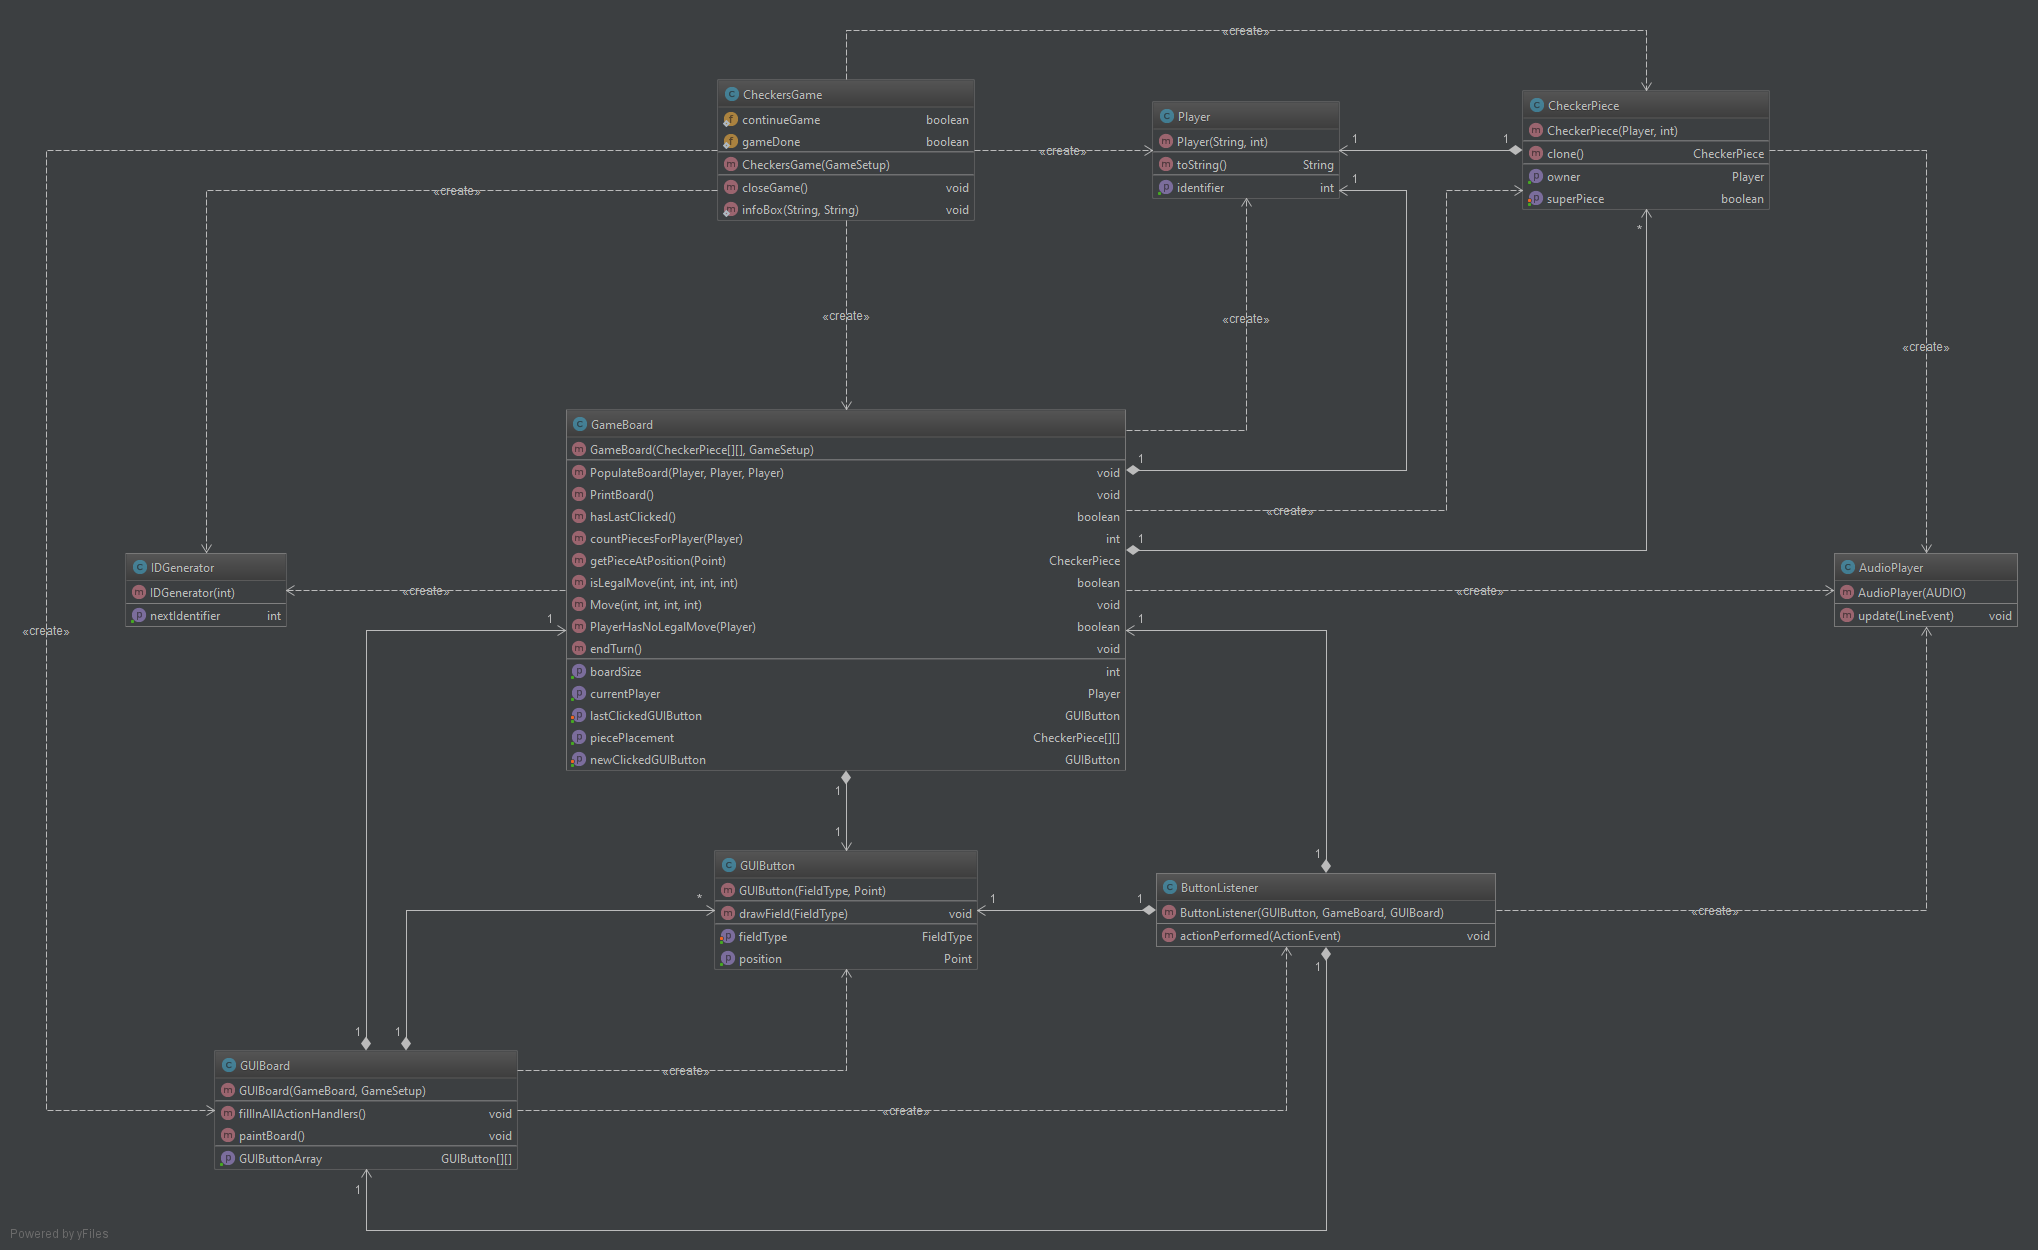 «create»
CheckersGame
continueGame boolean
gameDone boolean
CheckersGame(GameSetup)
closeGame() void
infoBox(String, String) void
«create»
Player
Player(String, int)
toString() String
identifier int
1
1
1
CheckerPiece
CheckerPiece(Player, int)
clone() CheckerPiece
owner Player
superPiece boolean
*
«create»
«create»
«create»
«create»
GameBoard
GameBoard(CheckerPiece[][], GameSetup)
PopulateBoard(Player, Player, Player) void
PrintBoard() void
hasLastClicked() boolean
countPiecesForPlayer(Player) int
getPieceAtPosition(Point) CheckerPiece
isLegalMove(int, int, int, int) boolean
Move(int, int, int, int) void
PlayerHasNoLegalMove(Player) boolean
endTurn() void
boardSize int
currentPlayer Player
lastClickedGUIButton GUIButton
piecePlacement CheckerPiece[][]
newClickedGUIButton GUIButton
1
«create»
1
IDGenerator
IDGenerator(int)
nextIdentifier int
«create»
«create»
AudioPlayer
AudioPlayer(AUDIO)
update(LineEvent) void
1
1
«create»
1
1
GUIButton
GUIButton(FieldType, Point)
drawField(FieldType) void
fieldType FieldType
position Point
*
1
1
1
ButtonListener
ButtonListener(GUIButton, GameBoard, GUIBoard)
actionPerformed(ActionEvent) void
1
«create»
1
1
GUIBoard
GUIBoard(GameBoard, GameSetup)
fillInAllActionHandlers() void
paintBoard() void
GUIButtonArray GUIButton[][]
«create»
«create»
1
Powered by yFiles